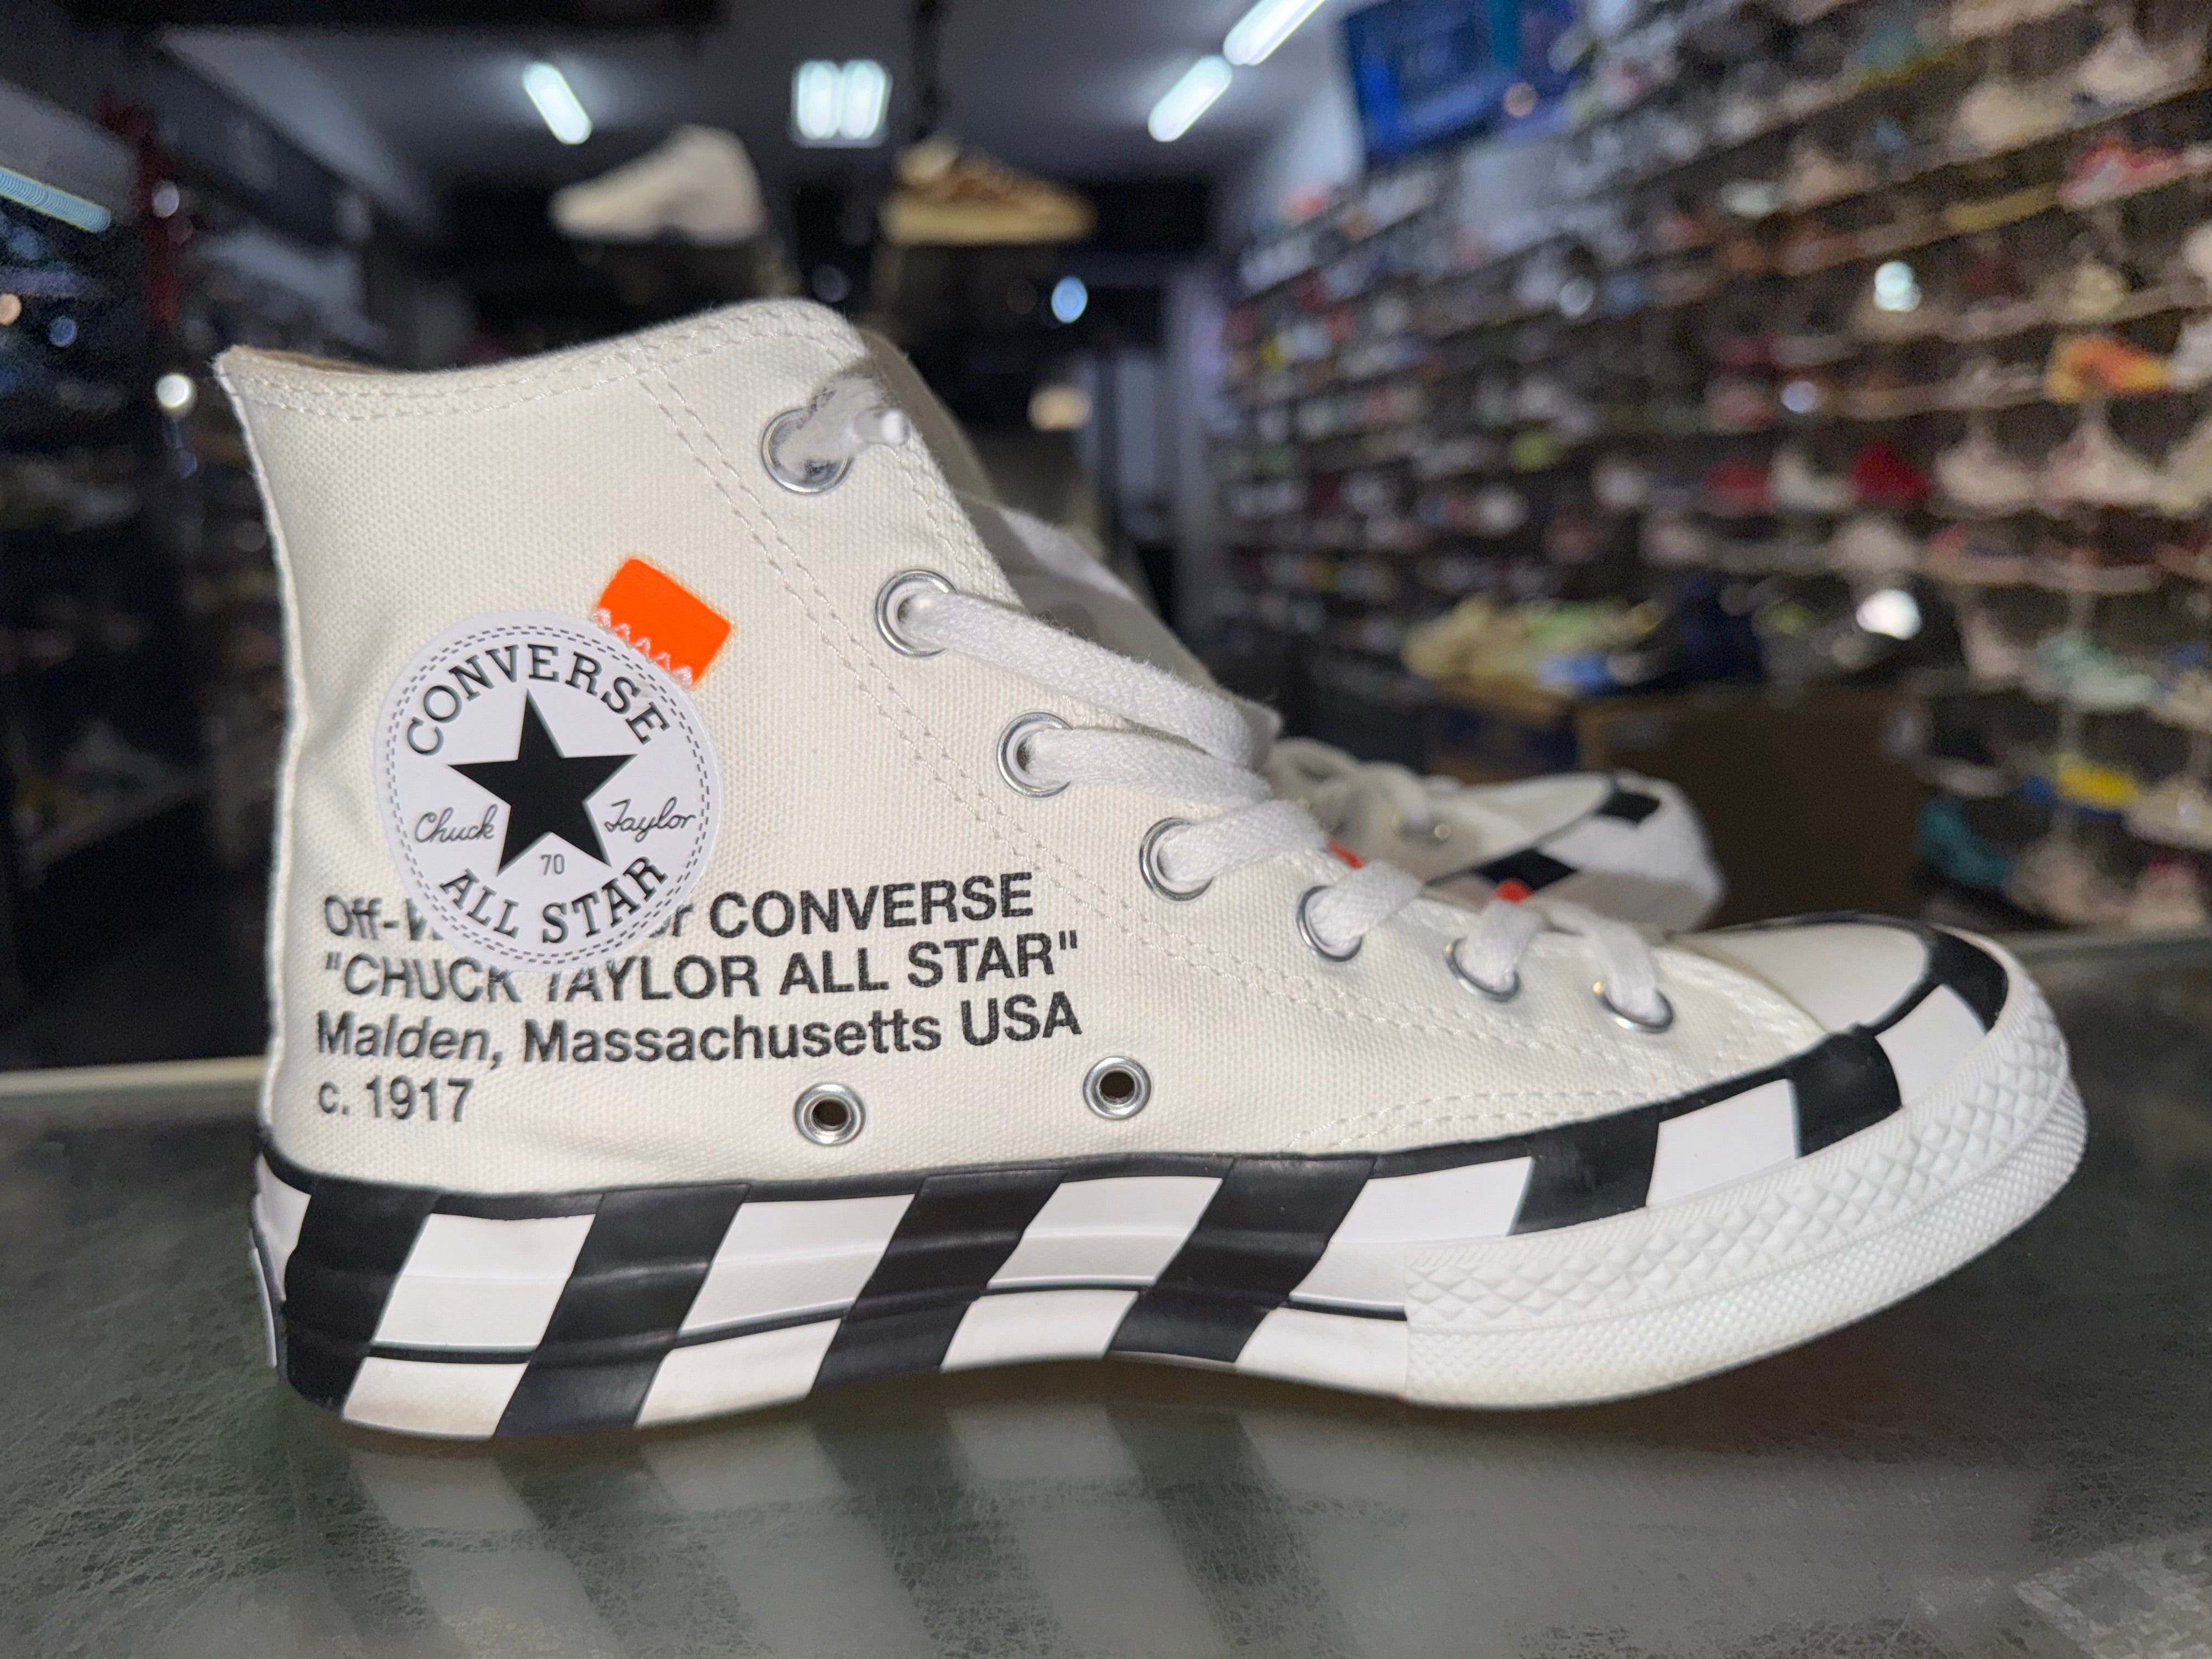 CONVERSE
Chuck Taylor
70
ALL STAR
Off- CONVERSE
"CHUCK TAYLOR ALL STAR"
Malden, Massachusetts USA
c. 1917